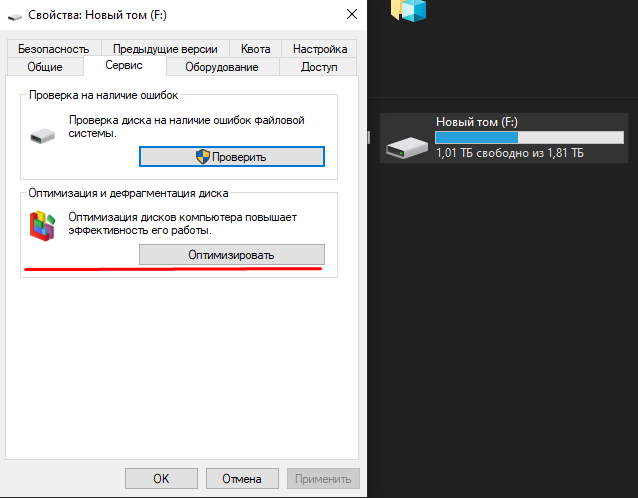 Свойства: Новый том (F:)
Безопасность
Предыдущие версии
Квота
Настройка
Общие
Сервис
Оборудование
Доступ
Проверка на наличие ошибок
Проверка диска на наличие ошибок файловой
системы.
Проверить
Оптимизация и дефрагментация диска
Оптимизация дисков компьютера повышает
эффективность его работы.
Оптимизировать
OK
Отмена
Применить
Новый том (F:)
1,01 ТБ свободно из 1,81 ТБ